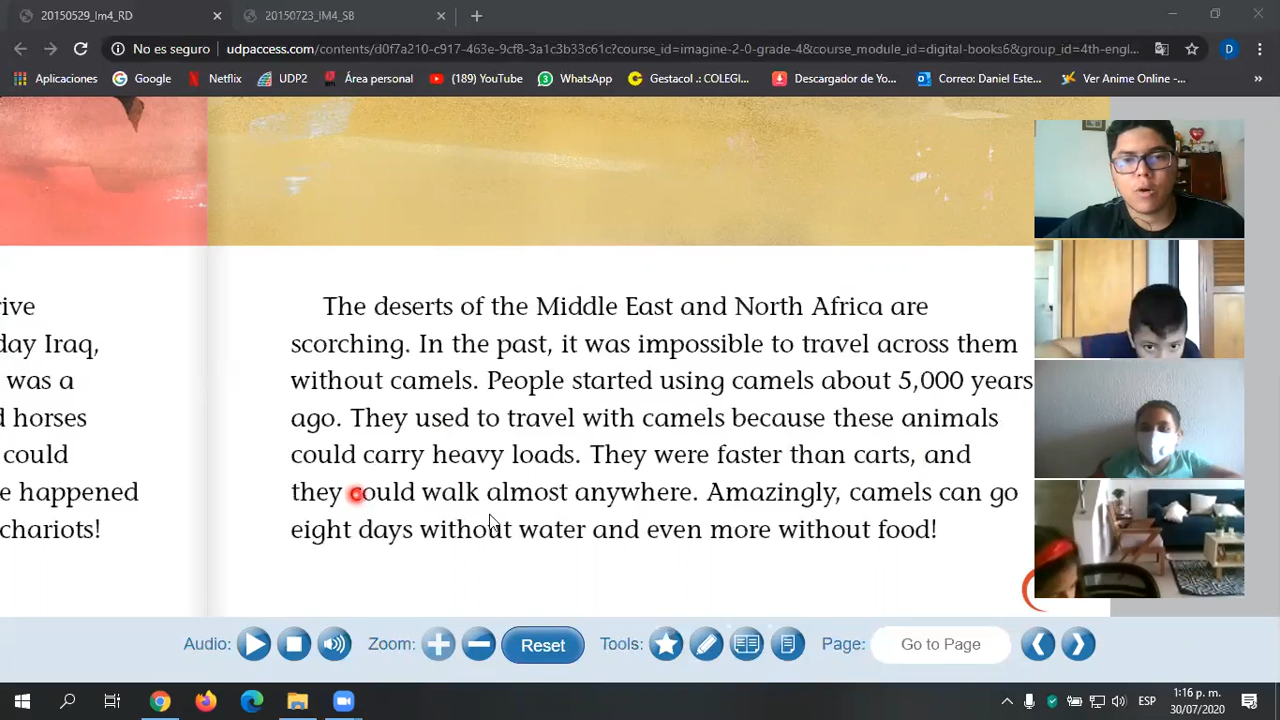 20150529_Im4_RD
20150723_IM4_SB
No es seguro
udpaccess.com/contents/d0f7a210-c917-463e-9cf8-3a1c3b33c61c?course_id=imagine-2-0-grade-4&course_module_id=digital-books6&group_id=4th-engl...
D
Aplicaciones
Google
Netflix
UDP2
Área personal
(189) YouTube
WhatsApp
Gestacol .: COLEGI...
Descargador de Yo...
Correo: Daniel Este...
Ver Anime Online -...
»
rive
day Iraq,
was a
d horses
could
e happened
chariots!
The deserts of the Middle East and North Africa are
scorching. In the past, it was impossible to travel across them
without camels. People started using camels about 5,000 years
ago. They used to travel with camels because these animals
could carry heavy loads. They were faster than carts, and
they could walk almost anywhere. Amazingly, camels can go
eight days without water and even more without food!
Audio:
Zoom:
Reset
Tools:
Page:
Go to Page
ESP
1:16 p. m.
30/07/2020